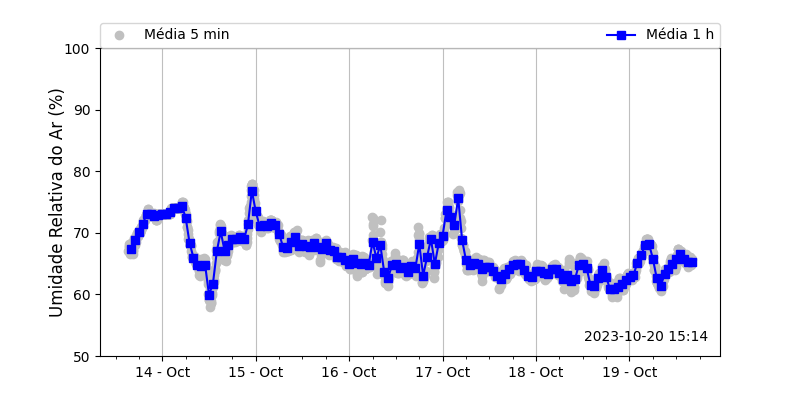 Média 5 min
Média 1 h
Umidade Relativa do Ar (%)
100
90
80
70
60
50
2023-10-20 15:14
14 - Oct
15 - Oct
16 - Oct
17 - Oct
18 - Oct
19 - Oct